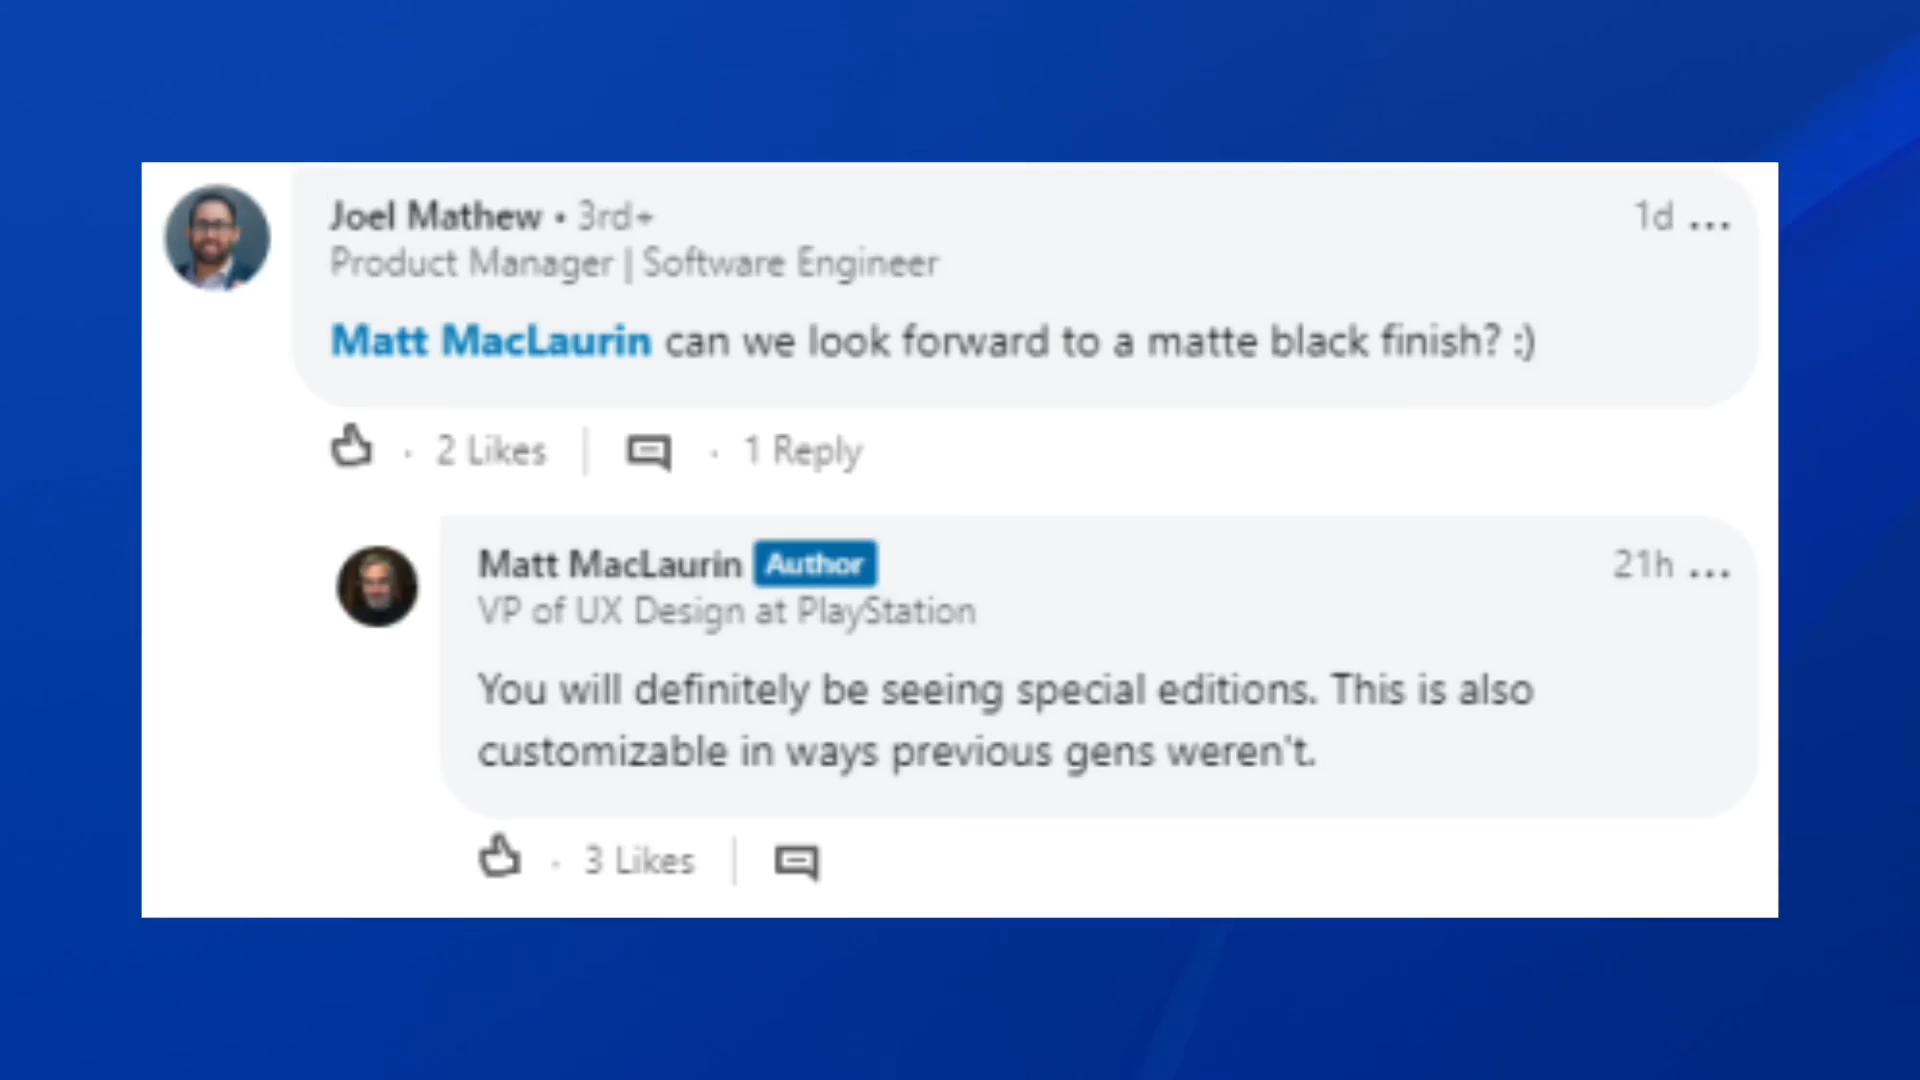 Joel Mathew • 3rd+
1d ...
Product Manager | Software Engineer
Matt MacLaurin can we look forward to a matte black finish? :)
· 2 Likes | · 1 Reply
Matt MacLaurin Author
21h ...
VP of UX Design at PlayStation
You will definitely be seeing special editions. This is also
customizable in ways previous gens weren't.
· 3 Likes |